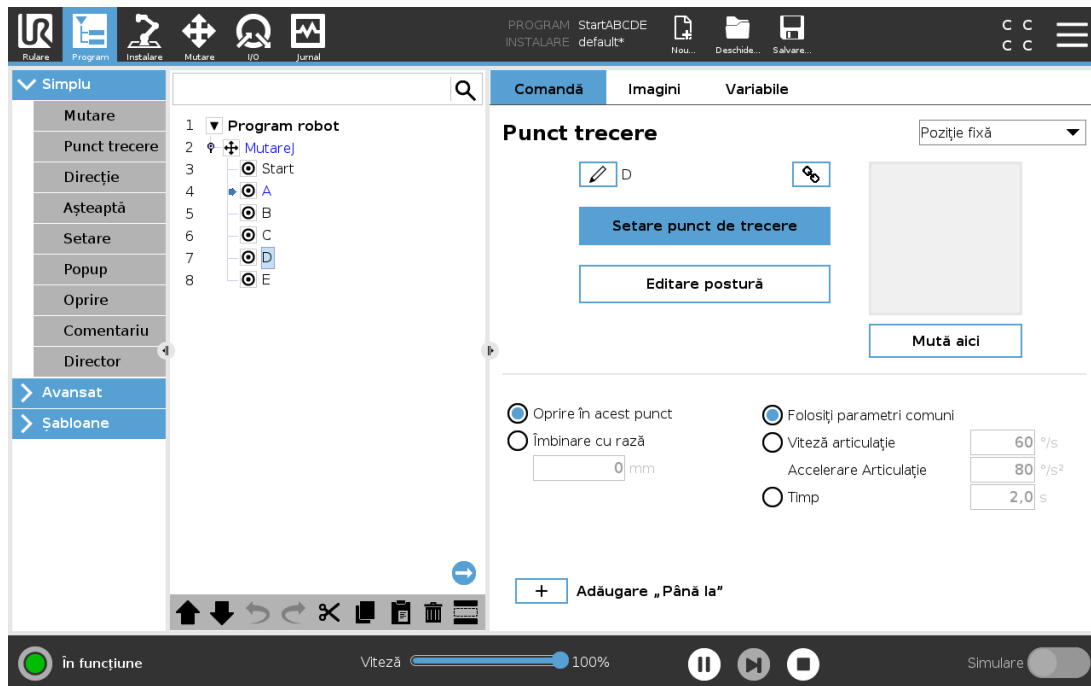 PROGRAM StartABCDE
INSTALARE default*
Rulare Program Instalare Mutare I/O Jurnal Nou... Deschide... Salvare...
C C
C C
Simplu
Mutare
Punct trecere
Direcție
Așteaptă
Setare
Popup
Oprire
Comentariu
Director
Avansat
Șabloane
1 Program robot
2 MutareJ
3 Start
4 A
5 B
6 C
7 D
8 E
Comandă Imagini Variabile
Punct trecere Poziție fixă
D
Setare punct de trecere
Editare postură
Mută aici
Oprire în acest punct
Îmbinare cu rază
0 mm
Folosiți parametri comuni
Viteză articulație 60 °/s
Accelerare Articulație 80 °/s²
Timp 2,0 s
+ Adăugare „Până la”
În funcțiune Viteză 100% Simulare